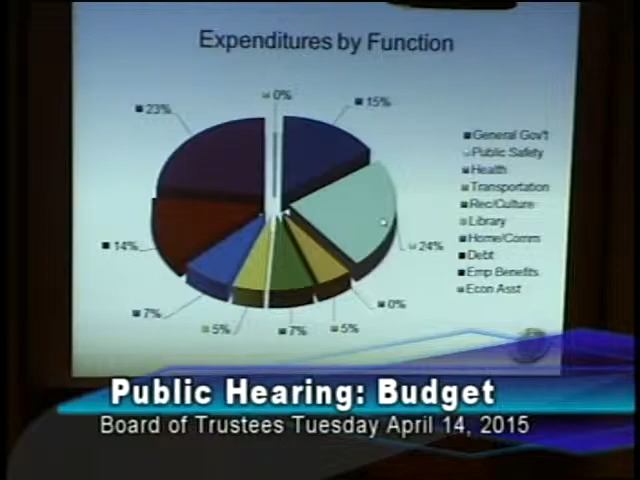 Expenditures by Function
0%
23%
15%
General Gov't
Public Safety
Health
Transportation
Rec/Culture
Library
Home/Comm
Debt
Emp Benefits
Econ Asst
14%
24%
7%
5%
7%
5%
0%
Public Hearing: Budget
Board of Trustees Tuesday April 14, 2015